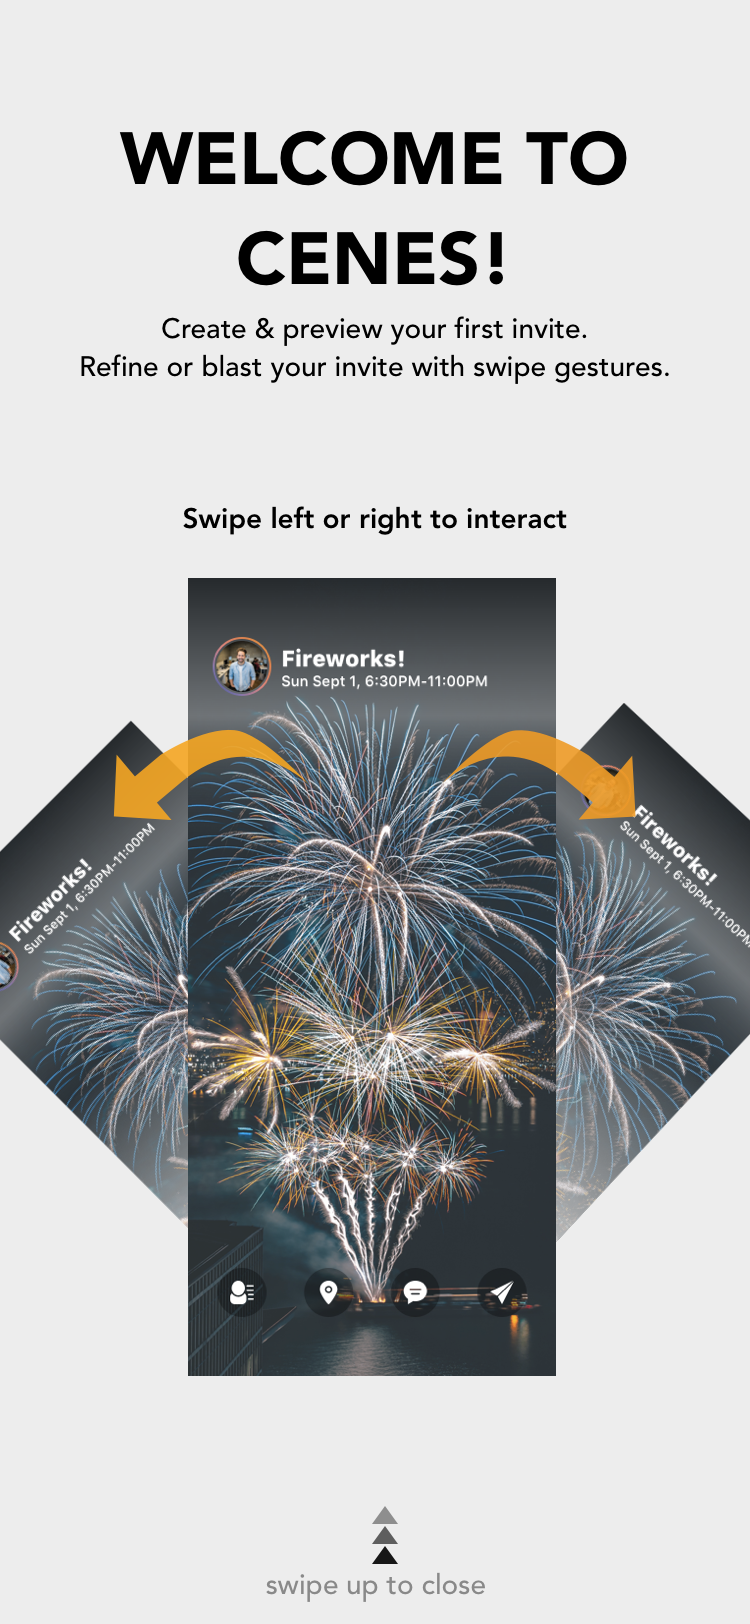 WELCOME TO
CENES!
Create & preview your first invite.
Refine or blast your invite with swipe gestures.
Swipe left or right to interact
Fireworks!
Sun Sept 1, 6:30PM-11:00PM
Fireworks!
Sun Sept 1, 6:30PM-11:00PM
Fireworks!
Sun Sept 1, 6:30PM-11:00PM
swipe up to close